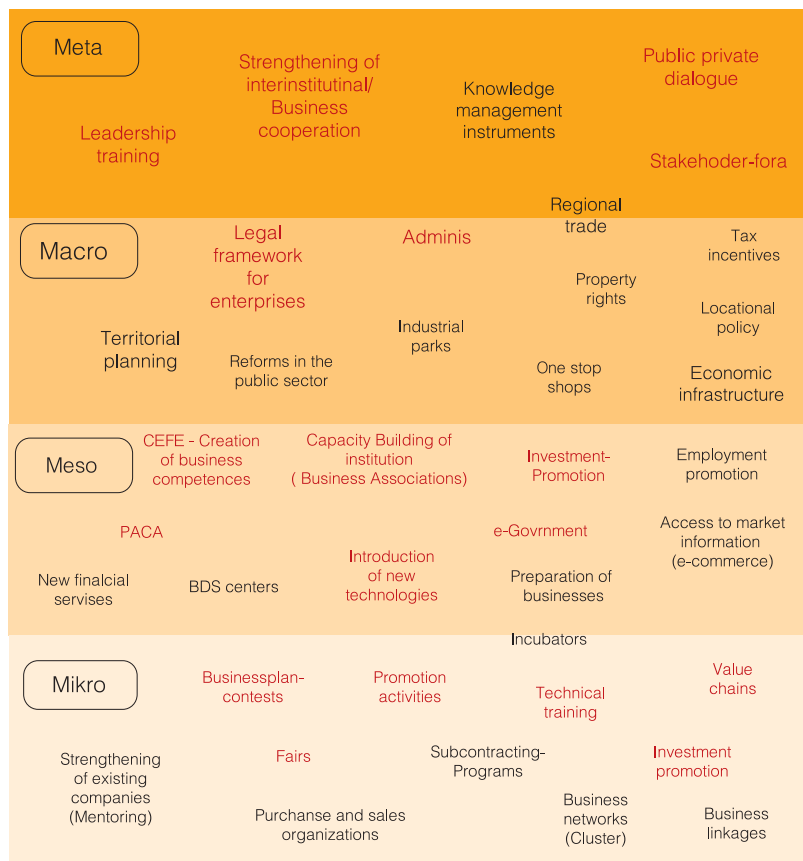 Meta
Strengthening of
interinstitutinal/
Business
cooperation
Public private
dialogue
Knowledge
management
instruments
Leadership
training
Stakehoder-fora
Macro
Legal
framework
for
enterprises
Adminis
Regional
trade
Tax
incentives
Property
rights
Locational
policy
Territorial
planning
Industrial
parks
Reforms in the
public sector
One stop
shops
Economic
infrastructure
Meso
CEFE - Creation
of business
competences
Capacity Building of
institution
( Business Associations)
Investment-
Promotion
Employment
promotion
PACA
e-Govrnment
Access to market
information
(e-commerce)
New finalcial
servises
BDS centers
Introduction
of new
technologies
Preparation of
businesses
Incubators
Mikro
Businessplan-
contests
Promotion
activities
Technical
training
Value
chains
Strengthening
of existing
companies
(Mentoring)
Fairs
Subcontracting-
Programs
Investment
promotion
Purchanse and sales
organizations
Business
networks
(Cluster)
Business
linkages